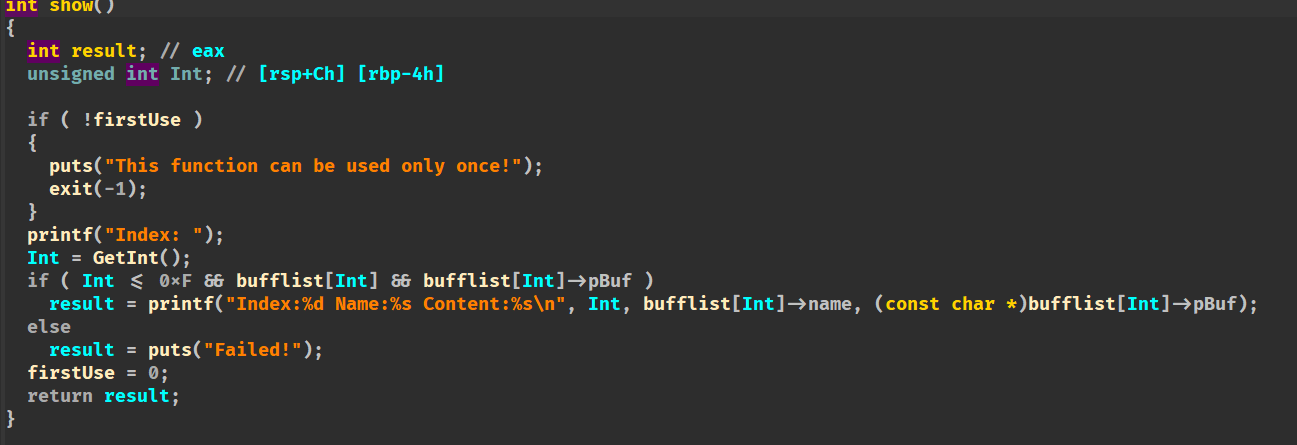 int show()
{
  int result; // eax
  unsigned int Int; // [rsp+Ch] [rbp-4h]

  if ( !firstUse )
  {
    puts("This function can be used only once!");
    exit(-1);
  }
  printf("Index: ");
  Int = GetInt();
  if ( Int <= 0xF && bufflist[Int] && bufflist[Int]->pBuf )
    result = printf("Index:%d Name:%s Content:%s\n", Int, bufflist[Int]->name, (const char *)bufflist[Int]->pBuf);
  else
    result = puts("Failed!");
  firstUse = 0;
  return result;
}